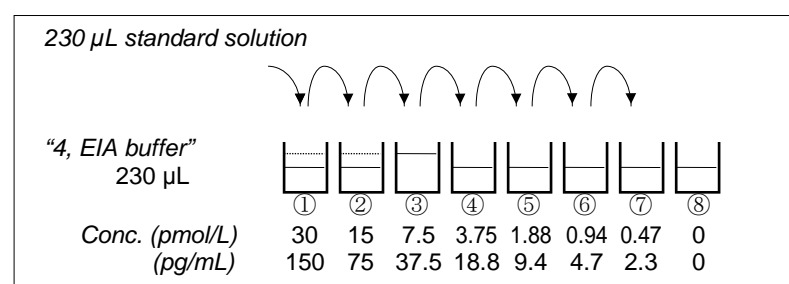 230 µL standard solution
“4, EIA buffer”
230 µL
① ② ③ ④ ⑤ ⑥ ⑦ ⑧
Conc. (pmol/L) 30 15 7.5 3.75 1.88 0.94 0.47 0
(pg/mL) 150 75 37.5 18.8 9.4 4.7 2.3 0